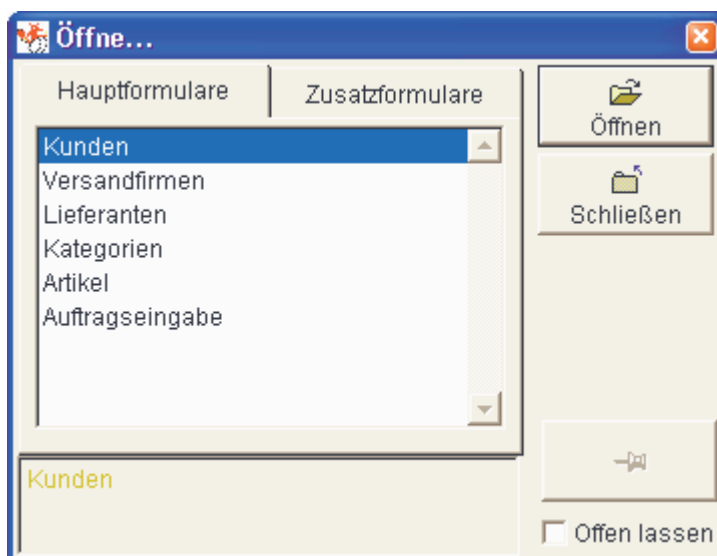 Öffne...
Hauptformulare
Zusatzformulare
Kunden
Versandfirmen
Lieferanten
Kategorien
Artikel
Auftragseingabe
Öffnen
Schließen
Kunden
Offen lassen